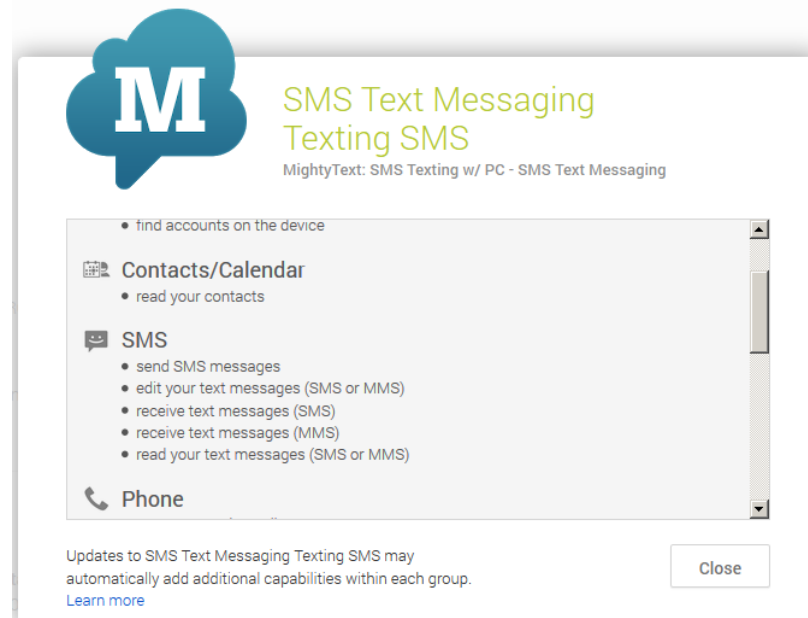 M
SMS Text Messaging
Texting SMS
MightyText: SMS Texting w/ PC - SMS Text Messaging
• find accounts on the device
Contacts/Calendar
• read your contacts
SMS
• send SMS messages
• edit your text messages (SMS or MMS)
• receive text messages (SMS)
• receive text messages (MMS)
• read your text messages (SMS or MMS)
Phone
Updates to SMS Text Messaging Texting SMS may
automatically add additional capabilities within each group.
Learn more
Close